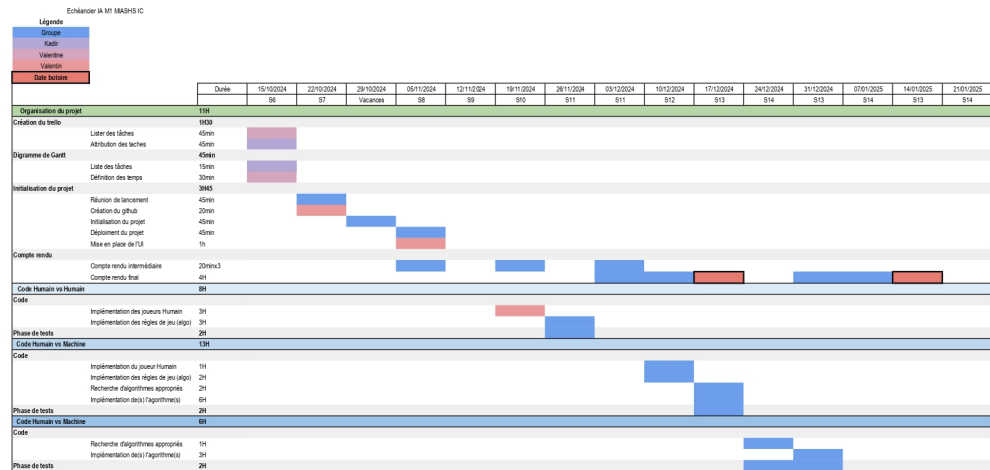 Echéancier IA M1 MIASHS IC
Légende
Groupe
Kadir
Valentine
Valentin
Date butoire
Durée 15/10/2024 22/10/2024 29/10/2024 05/11/2024 12/11/2024 19/11/2024 26/11/2024 03/12/2024 10/12/2024 17/12/2024 24/12/2024 31/12/2024 07/01/2025 14/01/2025 21/01/2025
S6 S7 Vacances S8 S9 S10 S11 S11 S12 S13 S14 S13 S14 S13 S14
Organisation du projet 11H
Création du trello 1H30
Lister des tâches 45min
Attribution des taches 45min
Digramme de Gantt 45min
Liste des tâches 15min
Définition des temps 30min
Initialisation du projet 3H45
Réunion de lancement 45min
Création du github 20min
Initialisation du projet 45min
Déploiment du projet 45min
Mise en place de l'UI 1h
Compte rendu
Compte rendu intermédiaire 20minx3
Compte rendu final 4H
Code Humain vs Humain 8H
Code
Implémentation des joueurs Humain 3H
Implémentation des régles de jeu (algo) 3H
Phase de tests 2H
Code Humain vs Machine 13H
Code
Implémentation du joueur Humain 1H
Implémentation des régles de jeu (algo) 2H
Recherche d'algorithmes appropriés 2H
Implémentation de(s) l'agorithme(s) 6H
Phase de tests 2H
Code Humain vs Machine 6H
Code
Recherche d'algorithmes appropriés 1H
Implémentation de(s) l'agorithme(s) 3H
Phase de tests 2H